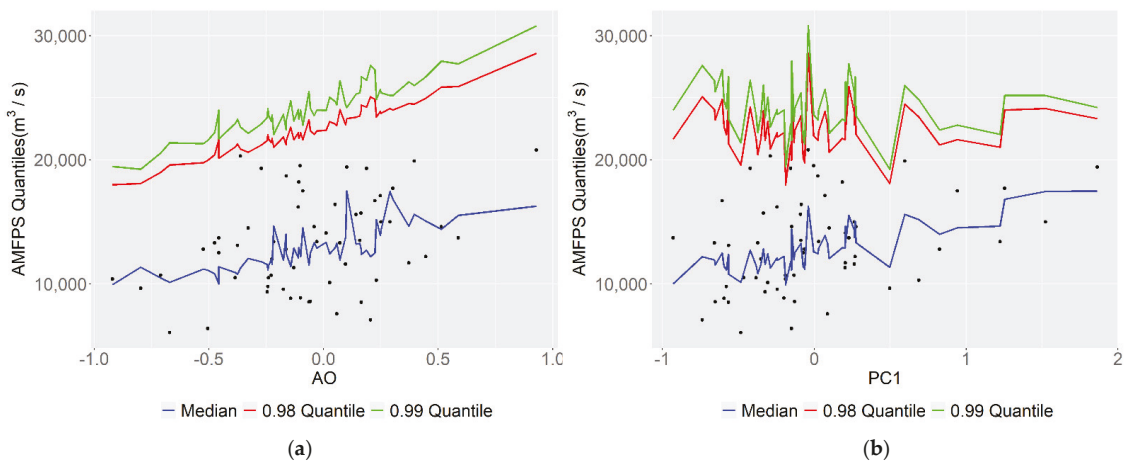 AMFPS Quantiles(m³ / s)
30,000
20,000
10,000
-1.0 -0.5 0.0 0.5 1.0
AO
Median 0.98 Quantile 0.99 Quantile
(a)
AMFPS Quantiles(m³ / s)
30,000
20,000
10,000
-1 0 1 2
PC1
Median 0.98 Quantile 0.99 Quantile
(b)